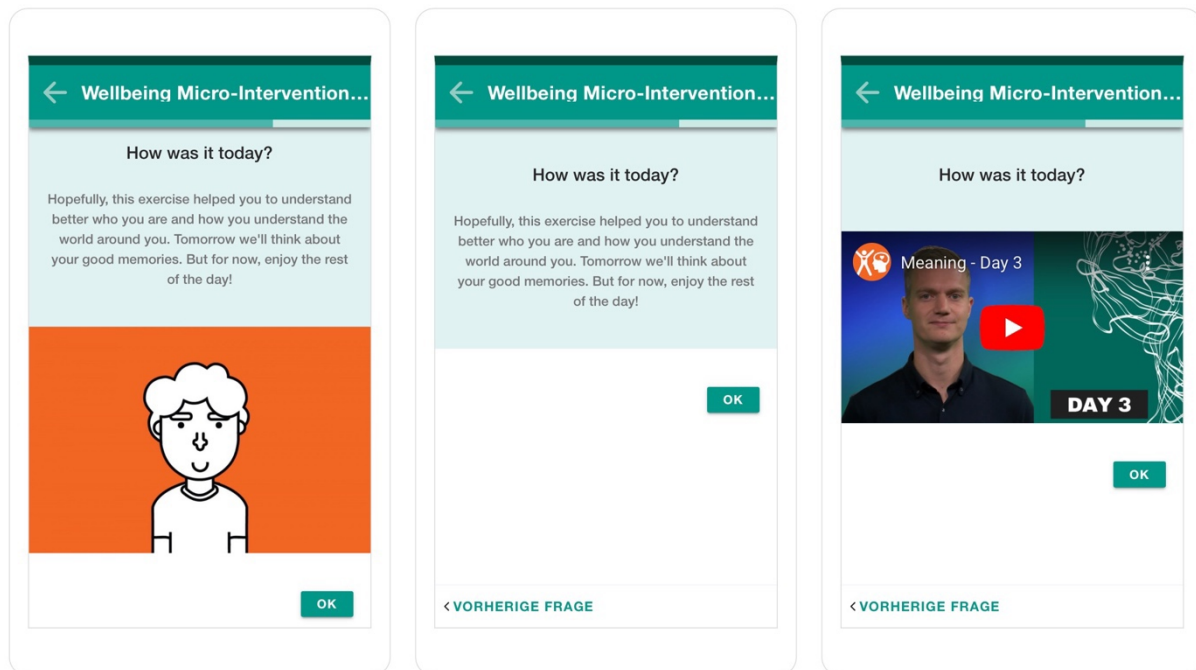 Wellbeing Micro-Intervention...
How was it today?
Hopefully, this exercise helped you to understand
better who you are and how you understand the
world around you. Tomorrow we'll think about
your good memories. But for now, enjoy the rest
of the day!
OK
Wellbeing Micro-Intervention...
How was it today?
Hopefully, this exercise helped you to understand
better who you are and how you understand the
world around you. Tomorrow we'll think about
your good memories. But for now, enjoy the rest
of the day!
OK
<VORHERIGE FRAGE
Wellbeing Micro-Intervention...
How was it today?
Meaning - Day 3
DAY 3
OK
<VORHERIGE FRAGE